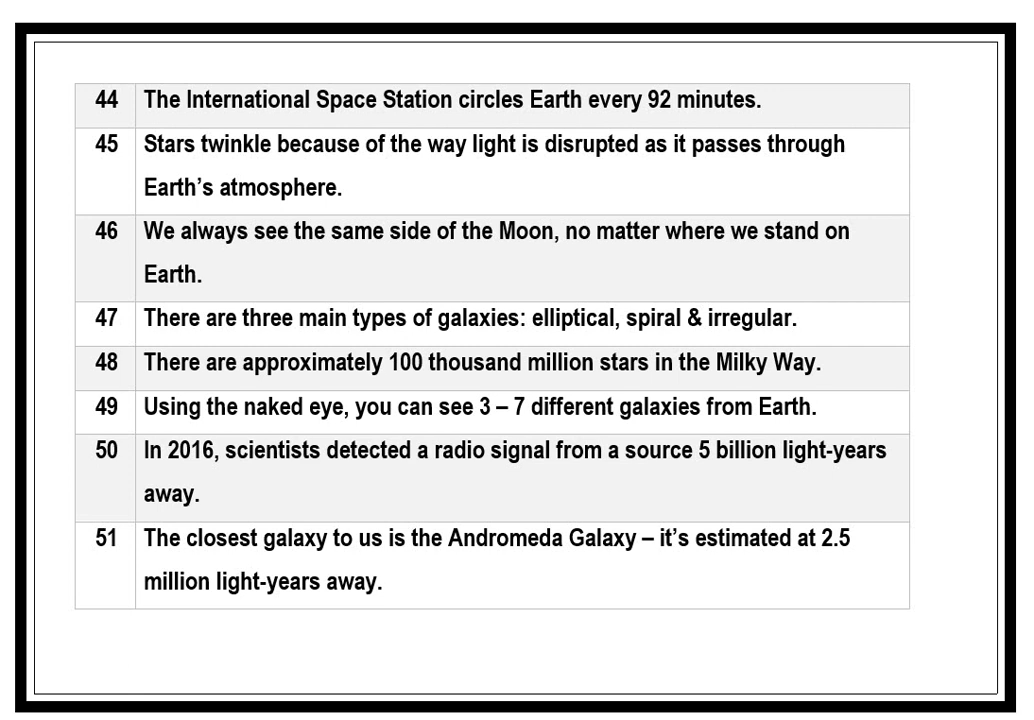 44 The International Space Station circles Earth every 92 minutes.
45 Stars twinkle because of the way light is disrupted as it passes through
Earth’s atmosphere.
46 We always see the same side of the Moon, no matter where we stand on
Earth.
47 There are three main types of galaxies: elliptical, spiral & irregular.
48 There are approximately 100 thousand million stars in the Milky Way.
49 Using the naked eye, you can see 3 – 7 different galaxies from Earth.
50 In 2016, scientists detected a radio signal from a source 5 billion light-years
away.
51 The closest galaxy to us is the Andromeda Galaxy – it’s estimated at 2.5
million light-years away.